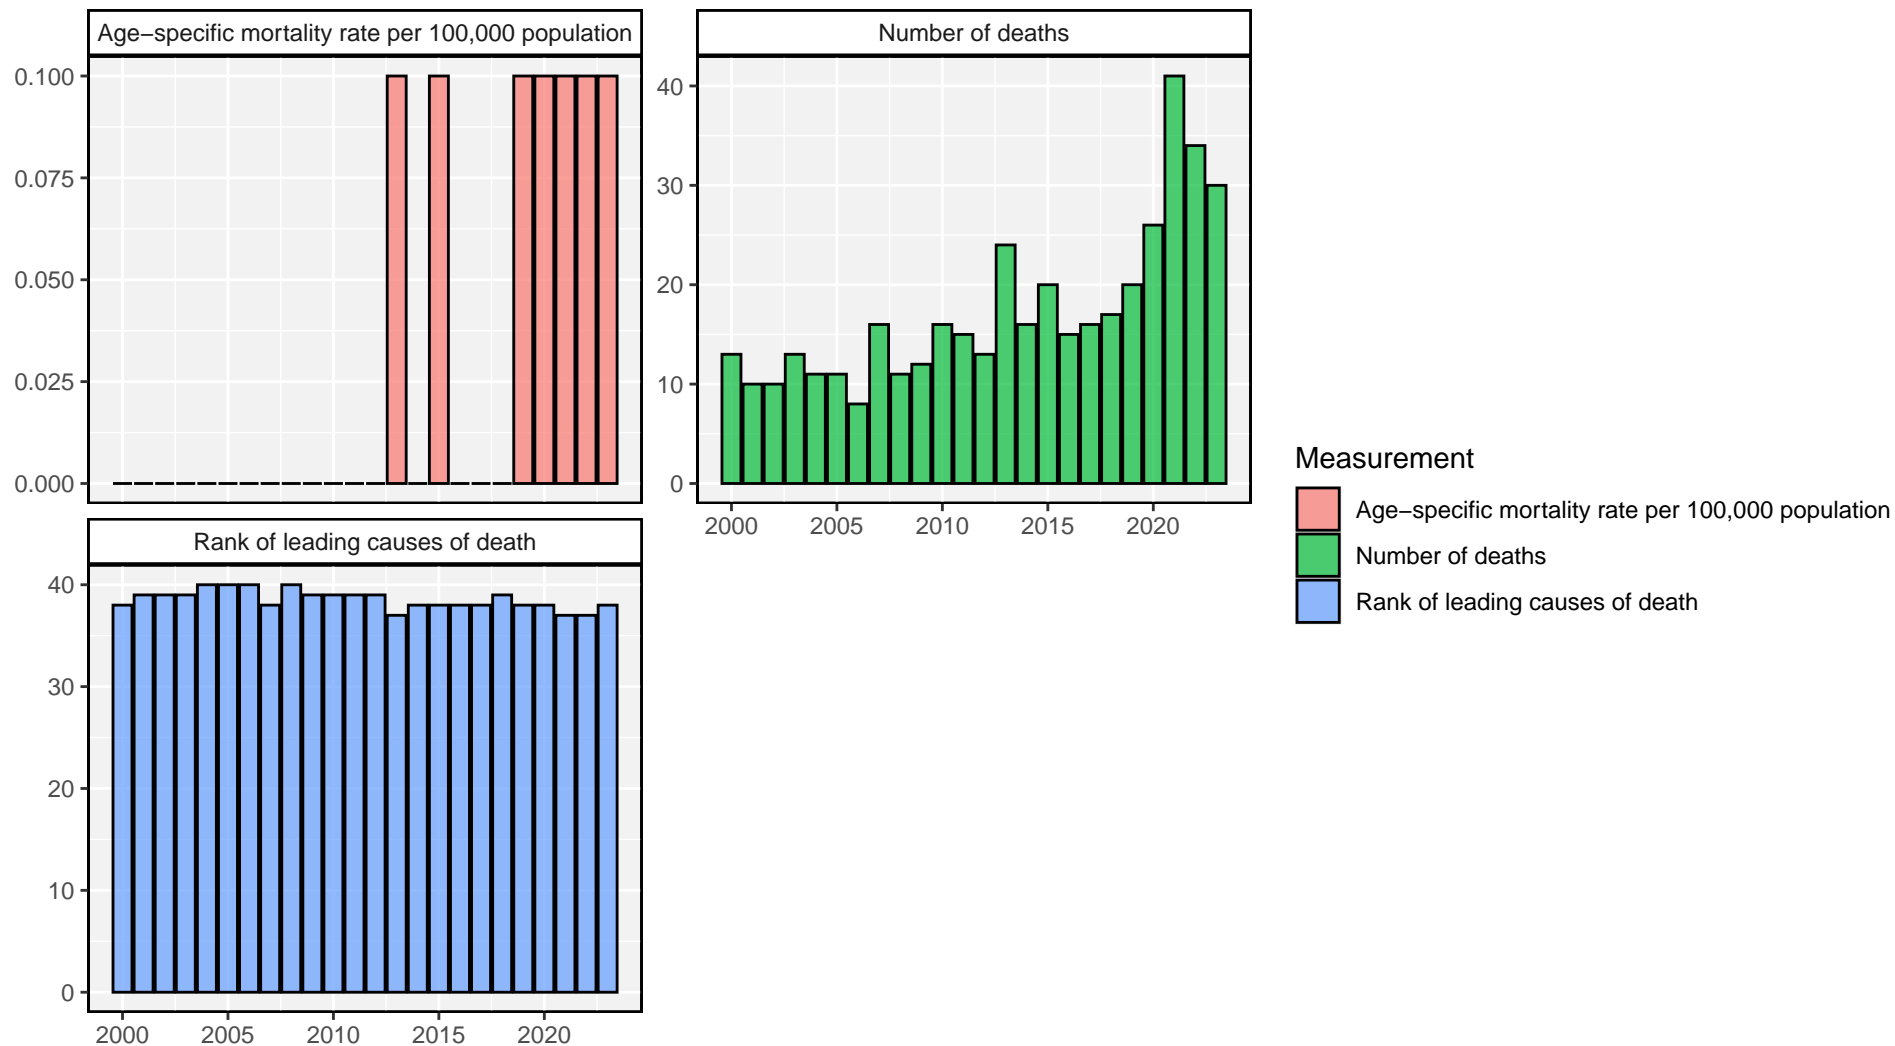 Age−specific mortality rate per 100,000 population
0.100
0.075
0.050
0.025
0.000
Number of deaths
40
30
20
10
0
2000 2005 2010 2015 2020
Rank of leading causes of death
40
30
20
10
0
2000 2005 2010 2015 2020
Measurement
Age−specific mortality rate per 100,000 population
Number of deaths
Rank of leading causes of death